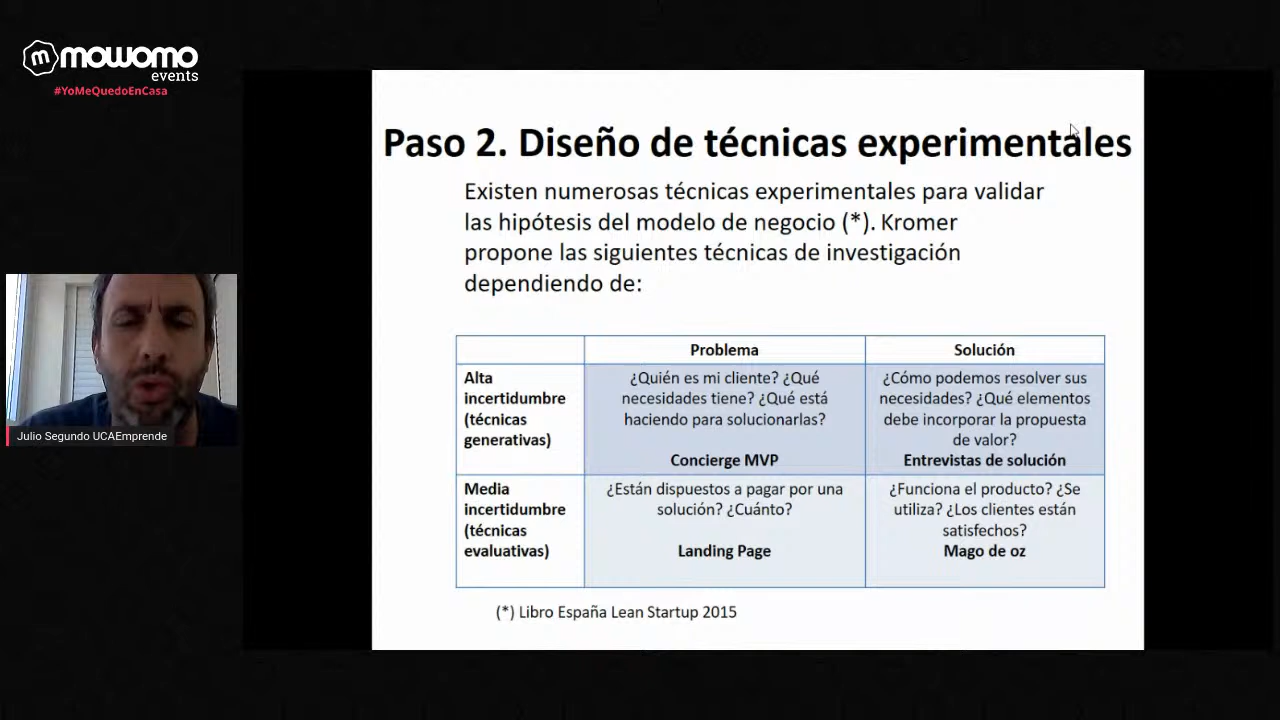 mowomo
events
#YoMeQuedoEnCasa
Paso 2. Diseño de técnicas experimentales
Existen numerosas técnicas experimentales para validar
las hipótesis del modelo de negocio (*). Kromer
propone las siguientes técnicas de investigación
dependiendo de:
Problema
Solución
Alta
incertidumbre
(técnicas
generativas)
¿Quién es mi cliente? ¿Qué
necesidades tiene? ¿Qué está
haciendo para solucionarlas?
Concierge MVP
¿Cómo podemos resolver sus
necesidades? ¿Qué elementos
debe incorporar la propuesta
de valor?
Entrevistas de solución
Media
incertidumbre
(técnicas
evaluativas)
¿Están dispuestos a pagar por una
solución? ¿Cuánto?
Landing Page
¿Funciona el producto? ¿Se
utiliza? ¿Los clientes están
satisfechos?
Mago de oz
(*) Libro España Lean Startup 2015
Julio Segundo UCAEmprende